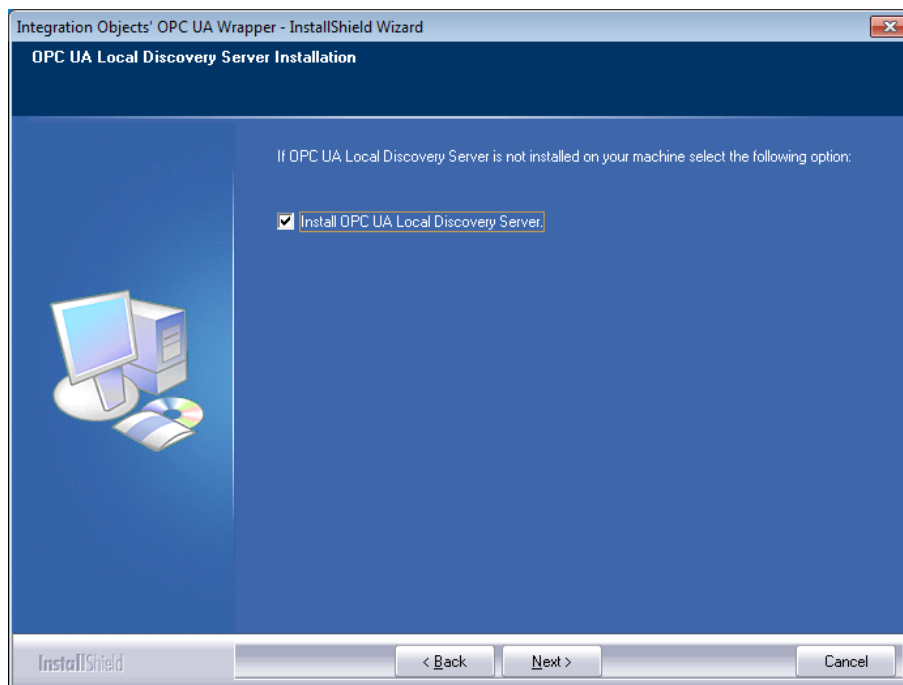 Integration Objects' OPC UA Wrapper - InstallShield Wizard
OPC UA Local Discovery Server Installation
If OPC UA Local Discovery Server is not installed on your machine select the following option:
Install OPC UA Local Discovery Server.
InstallShield
< Back
Next >
Cancel